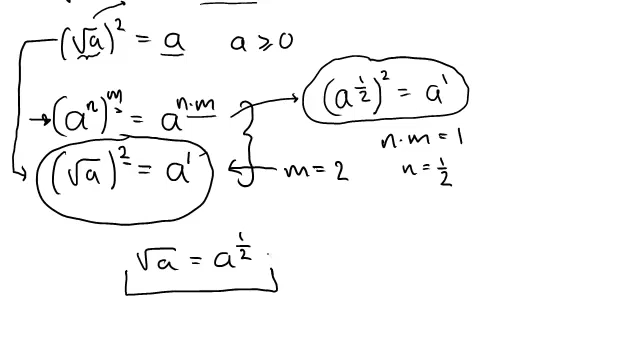 (√a)² = a   a ⩾ 0
(aⁿ)ᵐ = aⁿ·ᵐ
(a^½)² = a¹
n·m = 1
(√a)² = a¹
m = 2
n = ½
√a = a^½